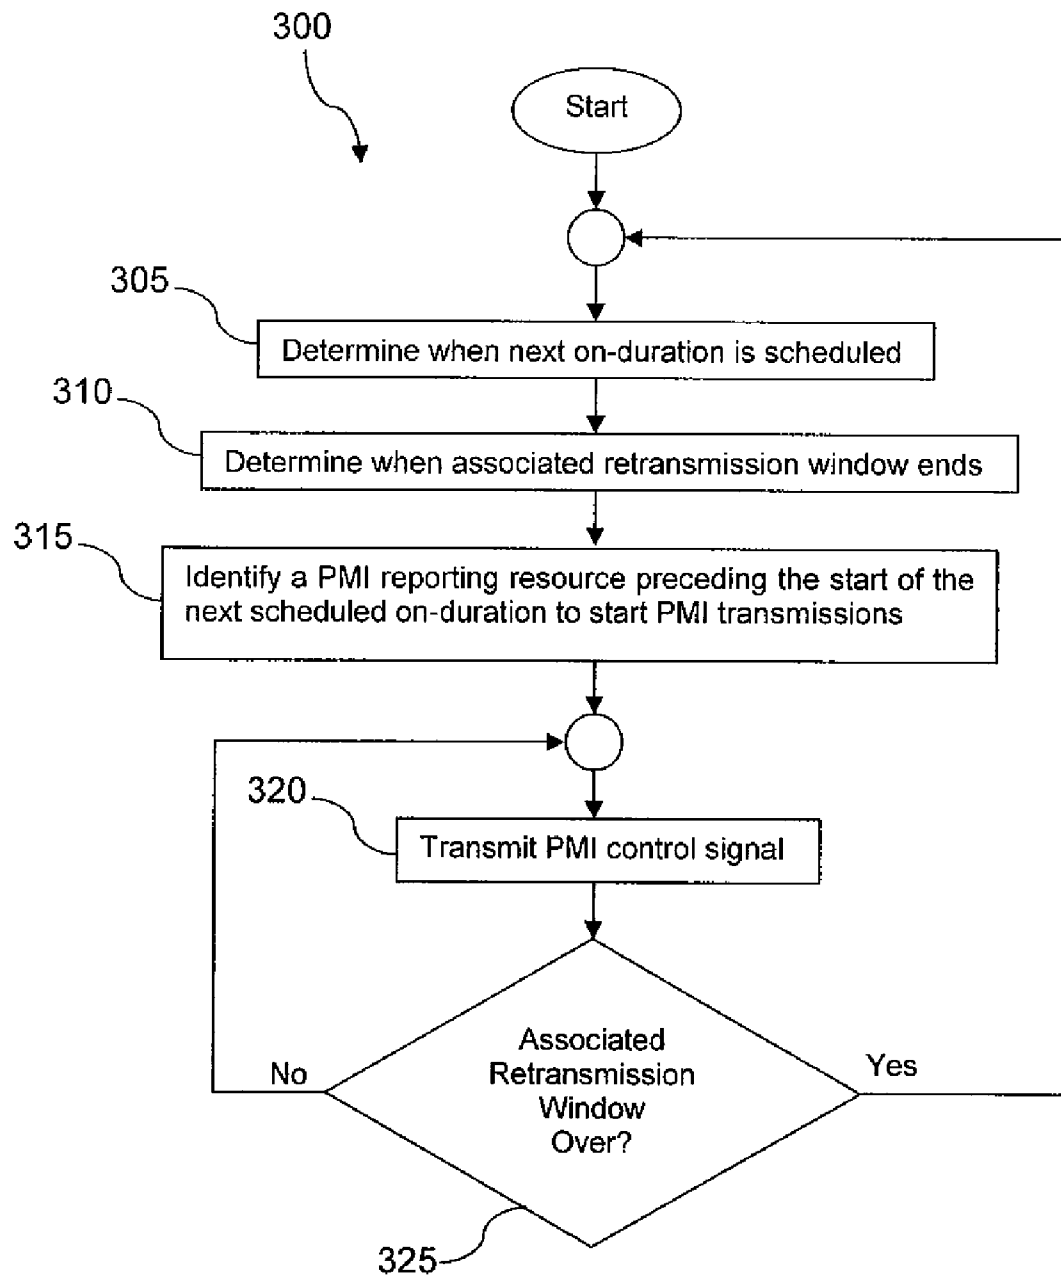 300
Start
305
Determine when next on-duration is scheduled
310
Determine when associated retransmission window ends
315
Identify a PMI reporting resource preceding the start of the
next scheduled on-duration to start PMI transmissions
320
Transmit PMI control signal
Associated
Retransmission
Window
Over?
No
Yes
325